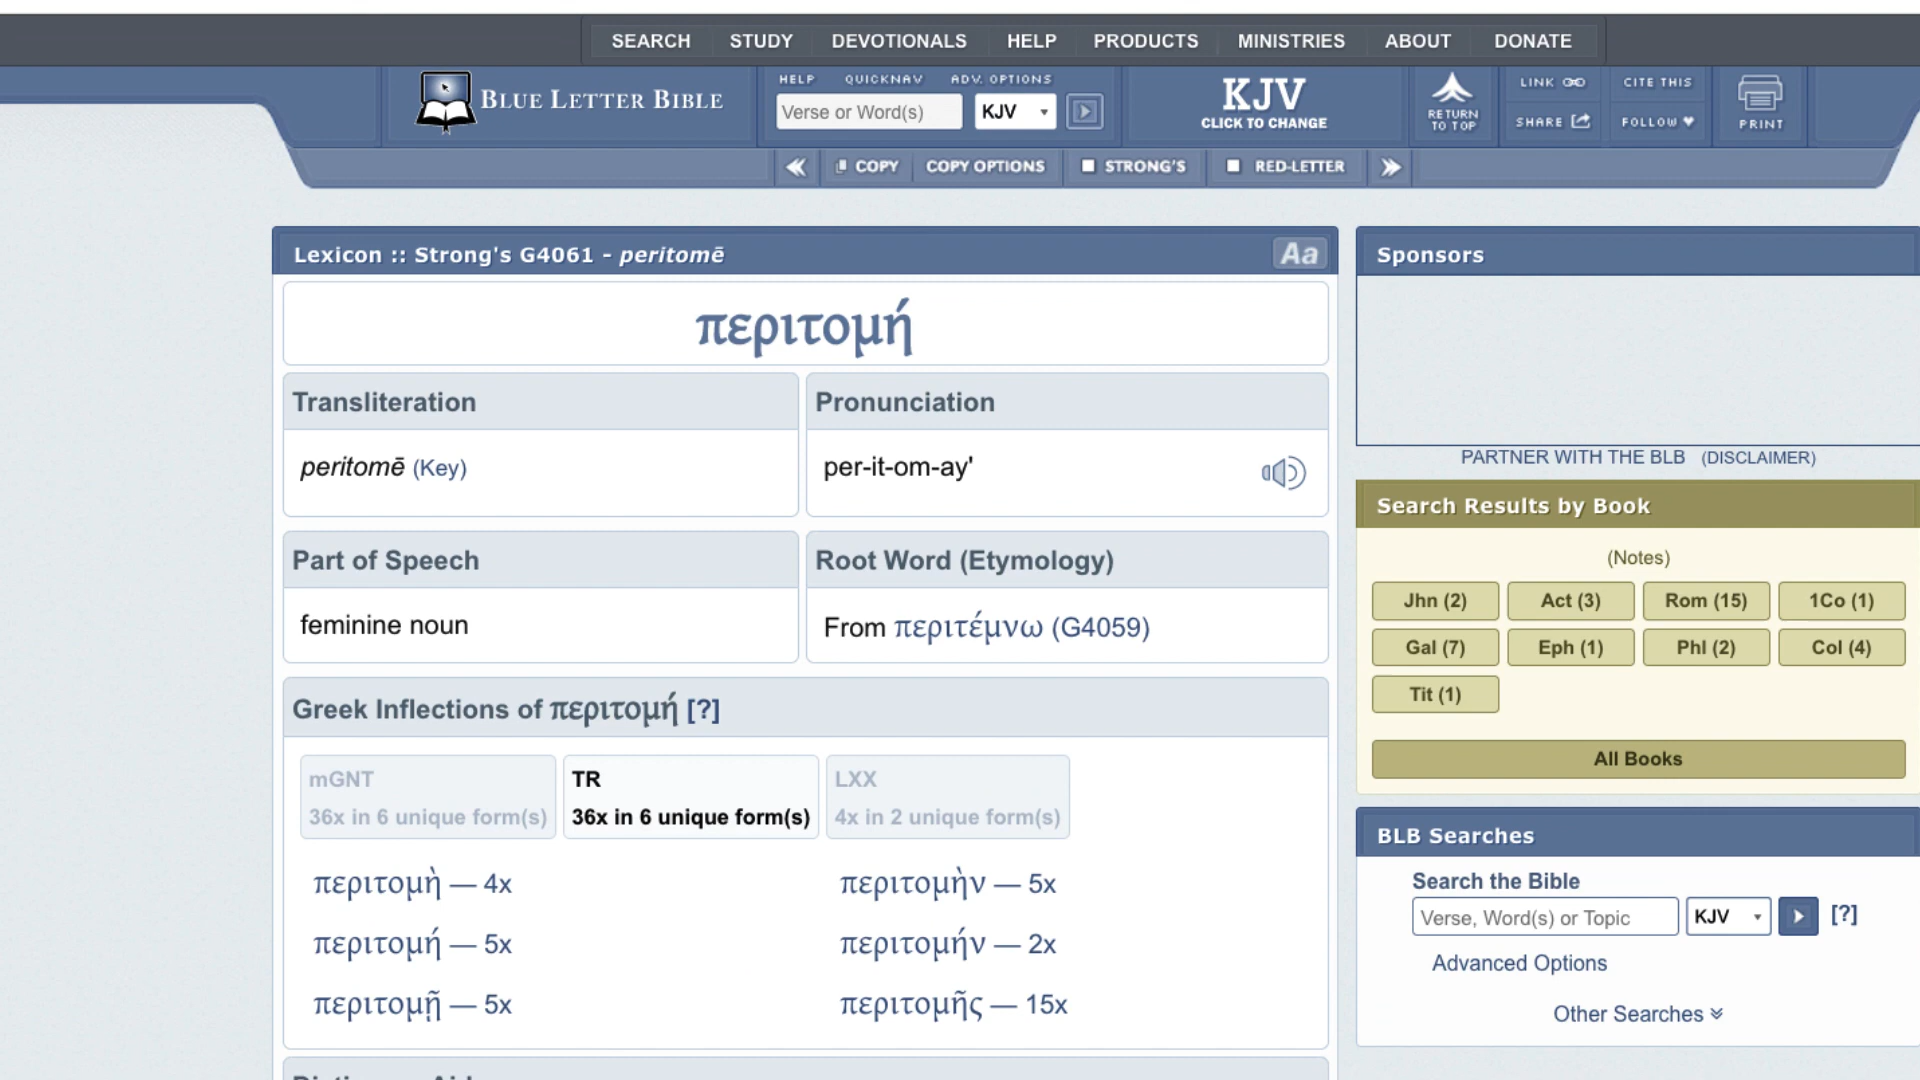 SEARCH STUDY DEVOTIONALS HELP PRODUCTS MINISTRIES ABOUT DONATE
BLUE LETTER BIBLE
HELP QUICKNAV ADV. OPTIONS
Verse or Word(s) KJV
KJV
CLICK TO CHANGE
RETURN
TO TOP
LINK
SHARE
CITE THIS
FOLLOW
PRINT
COPY COPY OPTIONS STRONG'S RED-LETTER
Lexicon :: Strong's G4061 - peritomē Aa
περιτομή
Transliteration
peritomē (Key)
Pronunciation
per-it-om-ay'
Part of Speech
feminine noun
Root Word (Etymology)
From περιτέμνω (G4059)
Greek Inflections of περιτομή [?]
mGNT
36x in 6 unique form(s)
TR
36x in 6 unique form(s)
LXX
4x in 2 unique form(s)
περιτομὴ — 4x
περιτομὴν — 5x
περιτομή — 5x
περιτομήν — 2x
περιτομῇ — 5x
περιτομῆς — 15x
Sponsors
PARTNER WITH THE BLB (DISCLAIMER)
Search Results by Book
(Notes)
Jhn (2) Act (3) Rom (15) 1Co (1)
Gal (7) Eph (1) Phl (2) Col (4)
Tit (1)
All Books
BLB Searches
Search the Bible
Verse, Word(s) or Topic KJV [?]
Advanced Options
Other Searches